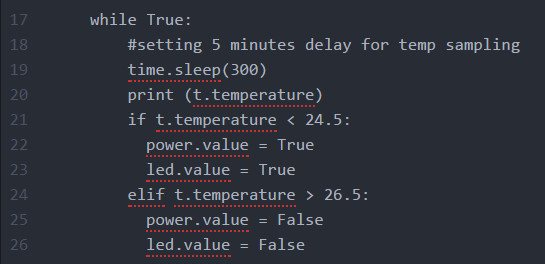 17 while True:
18 #setting 5 minutes delay for temp sampling
19 time.sleep(300)
20 print (t.temperature)
21 if t.temperature < 24.5:
22 power.value = True
23 led.value = True
24 elif t.temperature > 26.5:
25 power.value = False
26 led.value = False